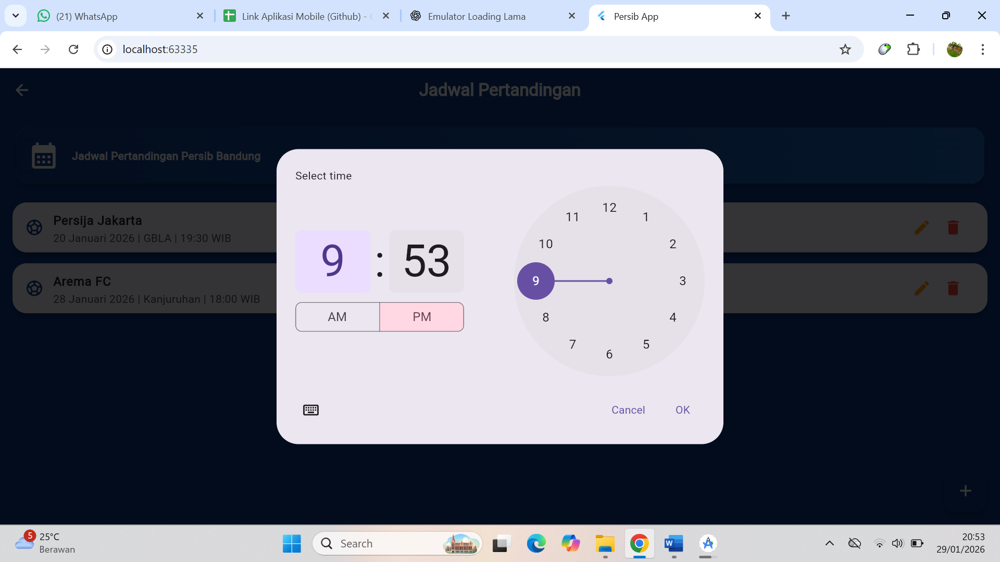 (21) WhatsApp
Link Aplikasi Mobile (Github) -
Emulator Loading Lama
Persib App
localhost:63335
Jadwal Pertandingan
Jadwal Pertandingan Persib Bandung
Persija Jakarta
20 Januari 2026 | GBLA | 19:30 WIB
Arema FC
28 Januari 2026 | Kanjuruhan | 18:00 WIB
Select time
9 : 53
AM PM
12
1
2
3
4
5
6
7
8
9
10
11
Cancel OK
5
25°C
Berawan
Search
20:53
29/01/2026